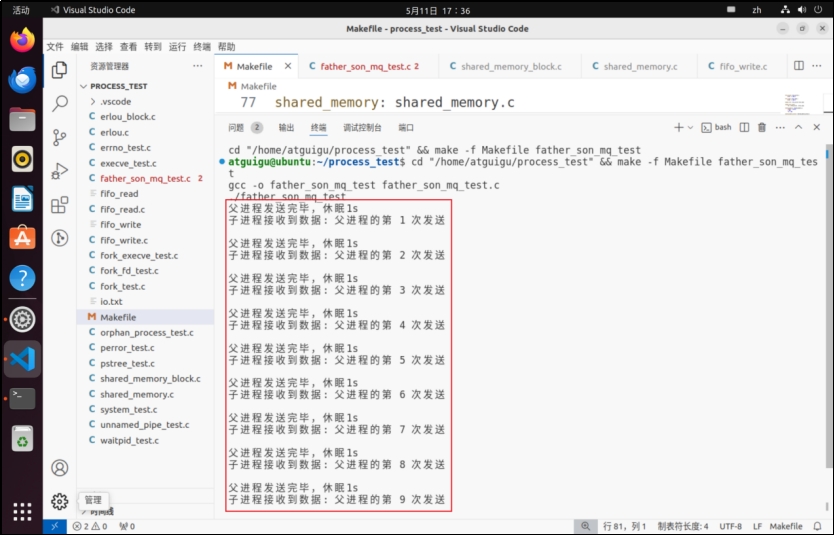 活动
Visual Studio Code
5月11日 17：36
zh
Makefile - process_test - Visual Studio Code
文件 编辑 选择 查看 转到 运行 终端 帮助
资源管理器
PROCESS_TEST
.vscode
erlou_block.c
erlou.c
errno_test.c
execve_test.c
father_son_mq_test.c 2
fifo_read
fifo_read.c
fifo_write
fifo_write.c
fork_execve_test.c
fork_fd_test.c
fork_test.c
io.txt
Makefile
orphan_process_test.c
perror_test.c
pstree_test.c
shared_memory_block.c
shared_memory.c
system_test.c
unnamed_pipe_test.c
waitpid_test.c
管理
时间线
Makefile
father_son_mq_test.c 2
shared_memory_block.c
shared_memory.c
fifo_write.c
Makefile
77 shared_memory: shared_memory.c
问题 2 输出 终端 调试控制台 端口
bash
cd "/home/atguigu/process_test" && make -f Makefile father_son_mq_test
atguigu@ubuntu:~/process_test$ cd "/home/atguigu/process_test" && make -f Makefile father_son_mq_tes
t
gcc -o father_son_mq_test father_son_mq_test.c
./father_son_mq_test
父进程发送完毕，休眠1s
子进程接收到数据: 父进程的第 1 次发送
父进程发送完毕，休眠1s
子进程接收到数据: 父进程的第 2 次发送
父进程发送完毕，休眠1s
子进程接收到数据: 父进程的第 3 次发送
父进程发送完毕，休眠1s
子进程接收到数据: 父进程的第 4 次发送
父进程发送完毕，休眠1s
子进程接收到数据: 父进程的第 5 次发送
父进程发送完毕，休眠1s
子进程接收到数据: 父进程的第 6 次发送
父进程发送完毕，休眠1s
子进程接收到数据: 父进程的第 7 次发送
父进程发送完毕，休眠1s
子进程接收到数据: 父进程的第 8 次发送
父进程发送完毕，休眠1s
子进程接收到数据: 父进程的第 9 次发送
2 0 0
行 81，列 1 制表符长度: 4 UTF-8 LF Makefile